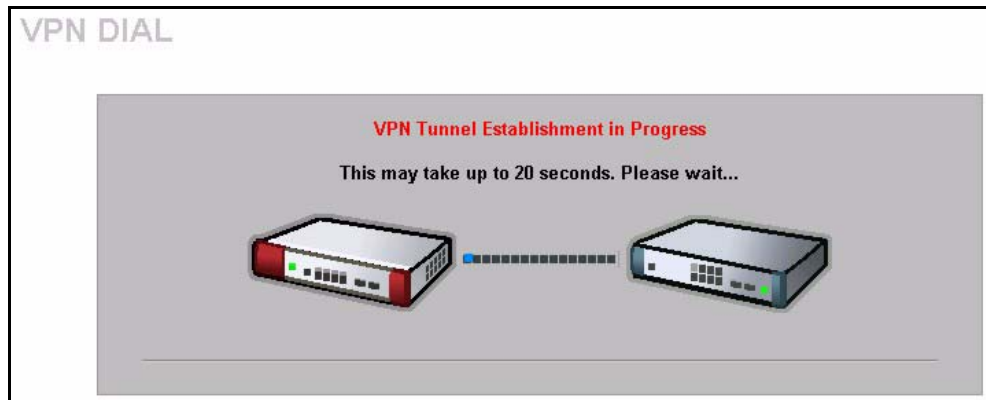 VPN DIAL
VPN Tunnel Establishment in Progress
This may take up to 20 seconds. Please wait...